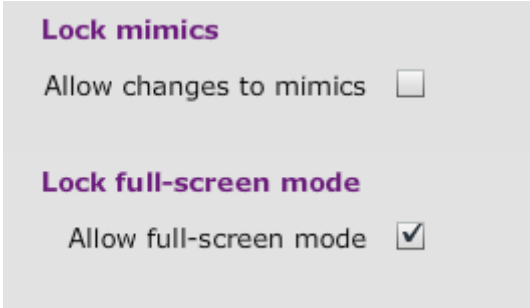 Lock mimics
Allow changes to mimics
Lock full-screen mode
Allow full-screen mode